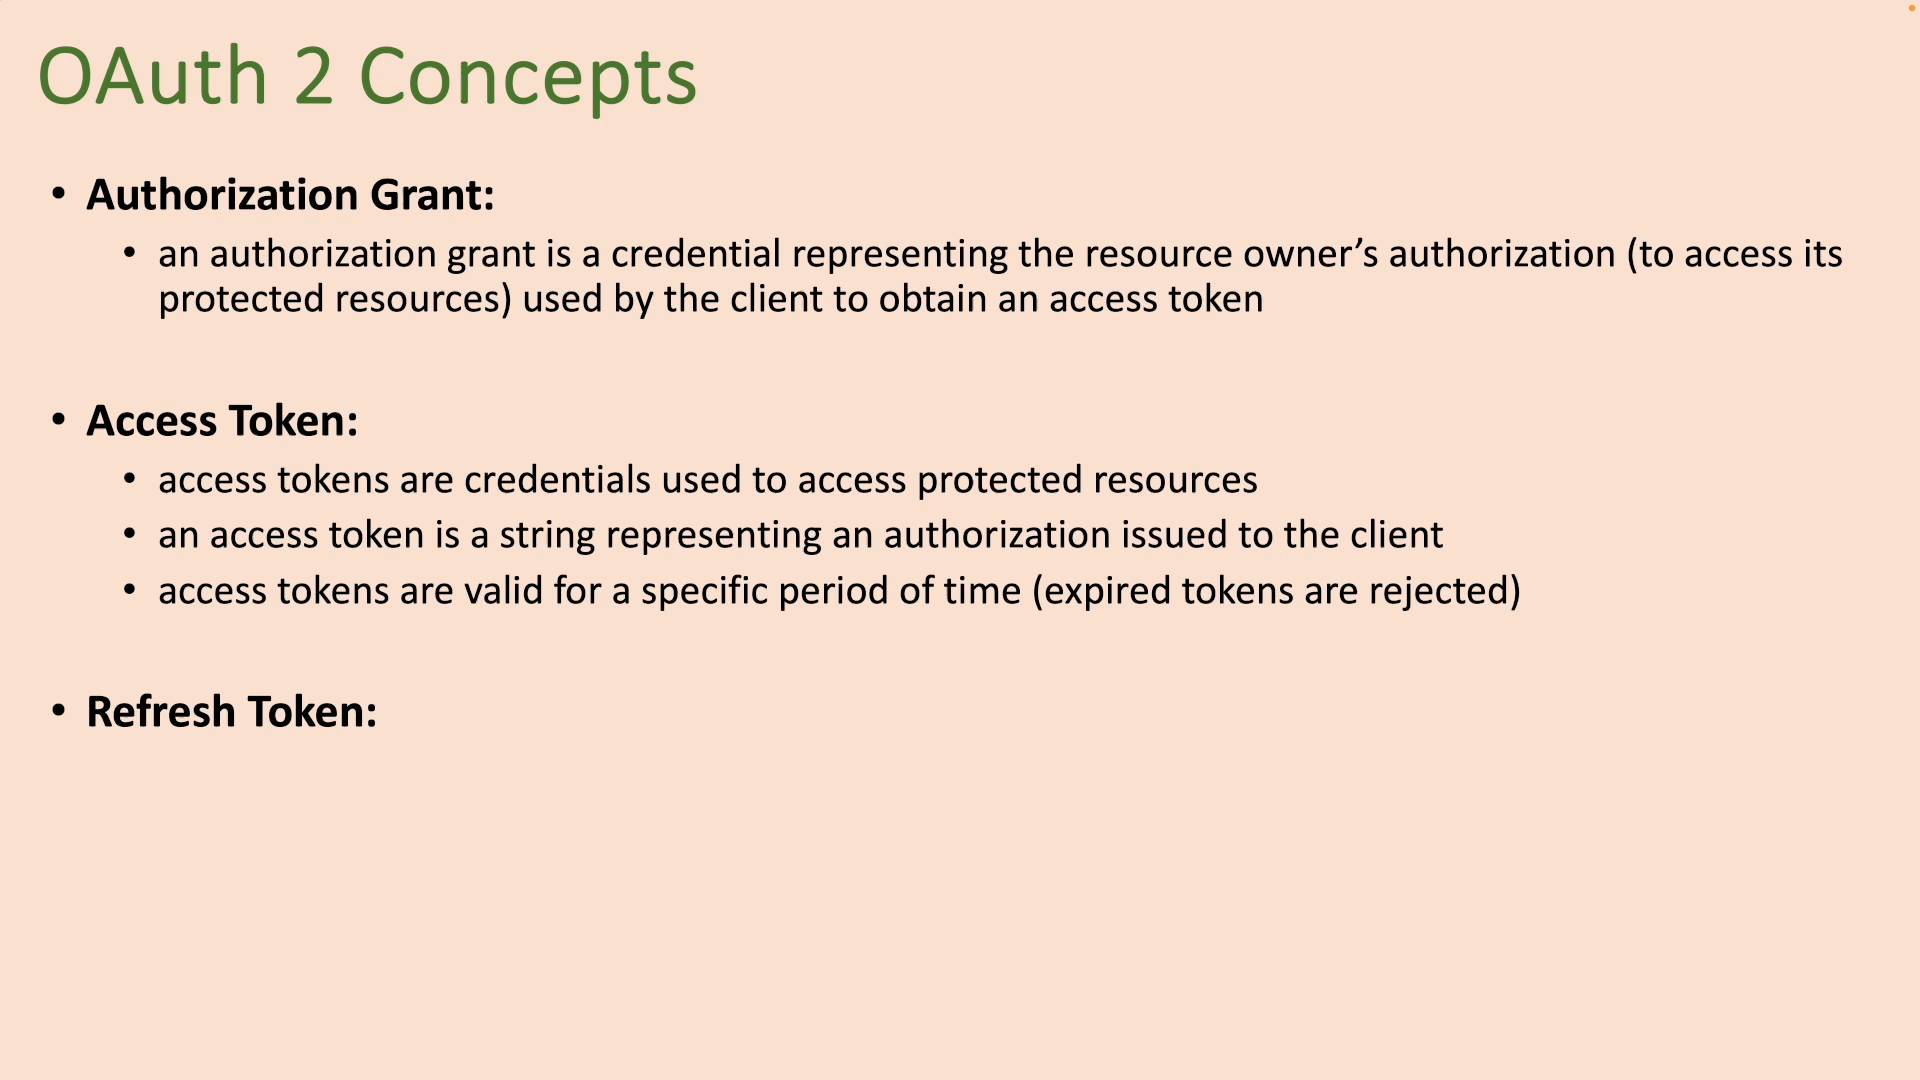 OAuth 2 Concepts
• Authorization Grant:
• an authorization grant is a credential representing the resource owner’s authorization (to access its
protected resources) used by the client to obtain an access token
• Access Token:
• access tokens are credentials used to access protected resources
• an access token is a string representing an authorization issued to the client
• access tokens are valid for a specific period of time (expired tokens are rejected)
• Refresh Token: